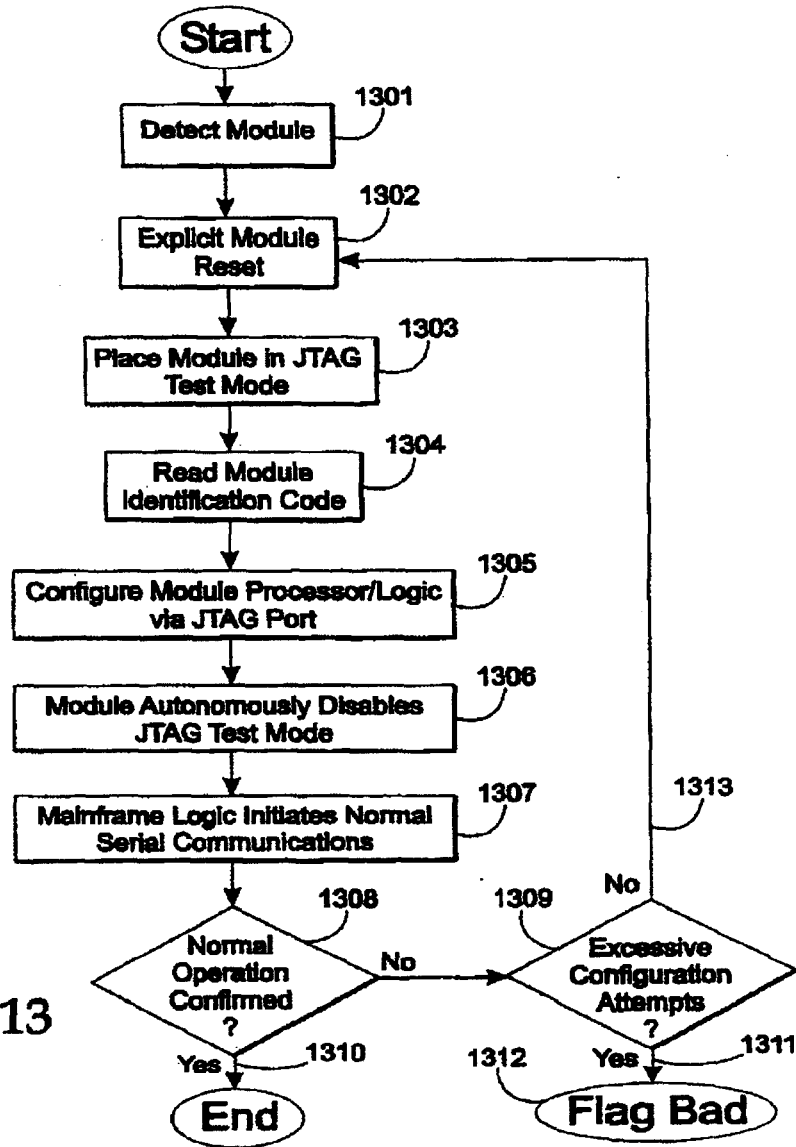 Start
1301
Detect Module
1302
Explicit Module
Reset
1303
Place Module in JTAG
Test Mode
1304
Read Module
Identification Code
1305
Configure Module Processor/Logic
via JTAG Port
1306
Module Autonomously Disables
JTAG Test Mode
1307
Mainframe Logic Initiates Normal
Serial Communications
1313
1308
Normal
Operation
Confirmed
?
No
1309
No
Excessive
Configuration
Attempts
?
13
Yes
1310
End
Yes
1311
1312
Flag Bad